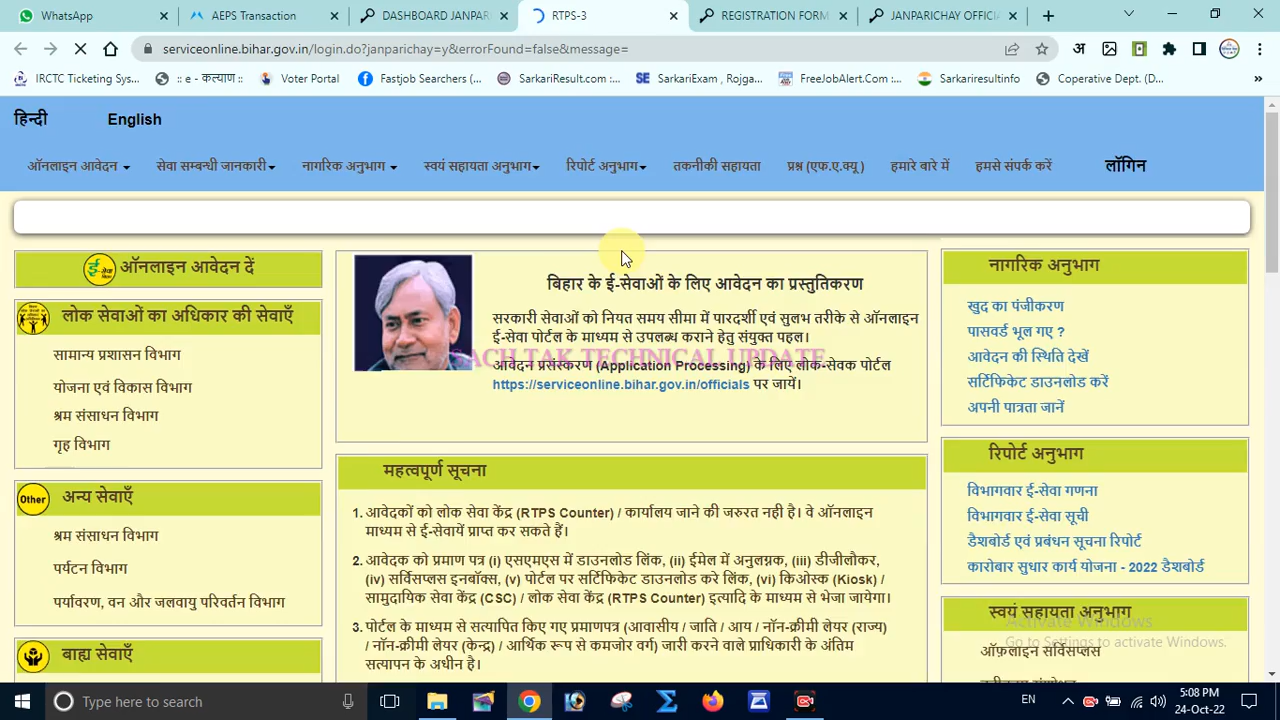 WhatsApp
AEPS Transaction
DASHBOARD JANPAR
RTPS-3
REGISTRATION FORM
JANPARICHAY OFFICI
serviceonline.bihar.gov.in/login.do?janparichay=y&errorFound=false&message=
IRCTC Ticketing Sys...
:: e - कल्याण ::
Voter Portal
Fastjob Searchers (...
SarkariResult.com :...
SE SarkariExam , Rojga...
FreeJobAlert.Com :...
Sarkariresultinfo
Coperative Dept. (D...
हिन्दी English
ऑनलाइन आवेदन सेवा सम्बन्धी जानकारी नागरिक अनुभाग स्वयं सहायता अनुभाग रिपोर्ट अनुभाग तकनीकी सहायता प्रश्न (एफ.ए.क्यू ) हमारे बारे में हमसे संपर्क करें लॉगिन
ऑनलाइन आवेदन दें
लोक सेवाओं का अधिकार की सेवाएँ
सामान्य प्रशासन विभाग
योजना एवं विकास विभाग
श्रम संसाधन विभाग
गृह विभाग
Other अन्य सेवाएँ
श्रम संसाधन विभाग
पर्यटन विभाग
पर्यावरण, वन और जलवायु परिवर्तन विभाग
बाह्य सेवाएँ
बिहार के ई-सेवाओं के लिए आवेदन का प्रस्तुतिकरण
सरकारी सेवाओं को नियत समय सीमा में पारदर्शी एवं सुलभ तरीके से ऑनलाइन
ई-सेवा पोर्टल के माध्यम से उपलब्ध कराने हेतु संयुक्त पहल।
SACH TAK TECHNICAL UPDATE
आवेदन प्रसंस्करण (Application Processing) के लिए लोक-सेवक पोर्टल
https://serviceonline.bihar.gov.in/officials पर जायें।
महत्वपूर्ण सूचना
1. आवेदकों को लोक सेवा केंद्र (RTPS Counter) / कार्यालय जाने की जरुरत नही है। वे ऑनलाइन
माध्यम से ई-सेवायें प्राप्त कर सकते हैं।
2. आवेदक को प्रमाण पत्र (i) एसएमएस में डाउनलोड लिंक, (ii) ईमेल में अनुलग्नक, (iii) डीजीलौकर,
(iv) सर्विसप्लस इनबॉक्स, (v) पोर्टल पर सर्टिफिकेट डाउनलोड करे लिंक, (vi) किओस्क (Kiosk) /
सामुदायिक सेवा केंद्र (CSC) / लोक सेवा केंद्र (RTPS Counter) इत्यादि के माध्यम से भेजा जायेगा।
3. पोर्टल के माध्यम से सत्यापित किए गए प्रमाणपत्र (आवासीय / जाति / आय / नॉन-क्रीमी लेयर (राज्य)
/ नॉन-क्रीमी लेयर (केन्द्र) / आर्थिक रूप से कमजोर वर्ग) जारी करने वाले प्राधिकारी के अंतिम
सत्यापन के अधीन है।
नागरिक अनुभाग
खुद का पंजीकरण
पासवर्ड भूल गए ?
आवेदन की स्थिति देखें
सर्टिफिकेट डाउनलोड करें
अपनी पात्रता जानें
रिपोर्ट अनुभाग
विभागवार ई-सेवा गणना
विभागवार ई-सेवा सूची
डैशबोर्ड एवं प्रबंधन सूचना रिपोर्ट
कारोबार सुधार कार्य योजना - 2022 डैशबोर्ड
स्वयं सहायता अनुभाग
Activate Windows
Go to Settings to activate Windows.
ऑफ़लाइन सर्विसप्लस
Type here to search
EN
5:08 PM
24-Oct-22